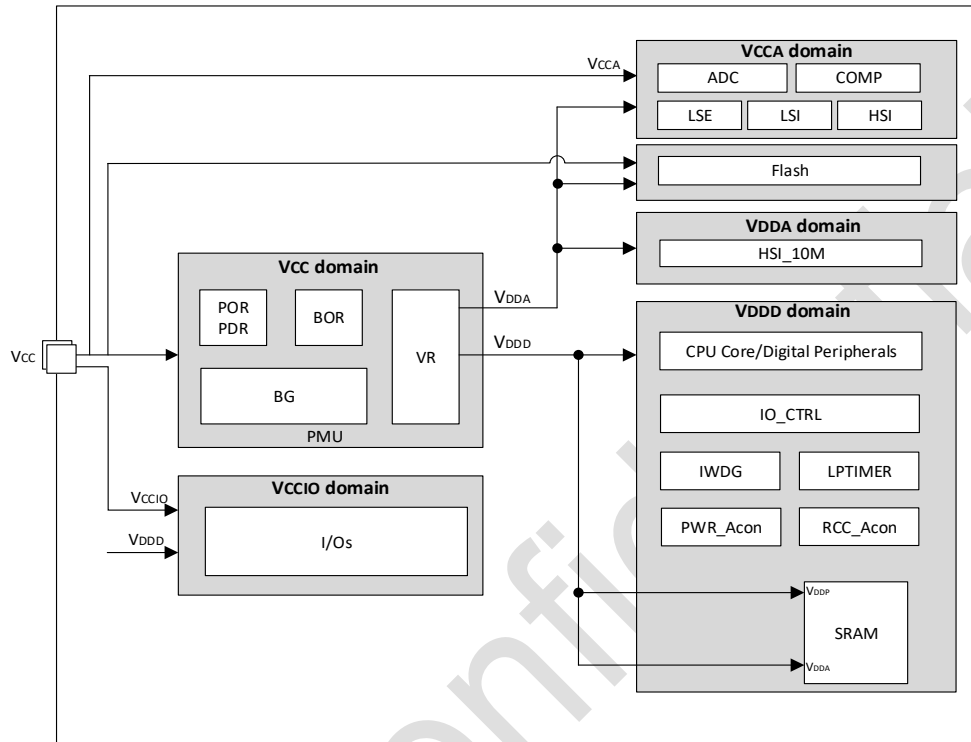 VCCA domain
VCCA
ADC
COMP
LSE
LSI
HSI
Flash
VDDA domain
HSI_10M
VCC domain
POR
PDR
BOR
VR
BG
PMU
VDDA
VDDD
VCC
VDDD domain
CPU Core/Digital Peripherals
IO_CTRL
IWDG
LPTIMER
PWR_Acon
RCC_Acon
VDDP
SRAM
VDDA
VCCIO domain
VCCIO
VDDD
I/Os